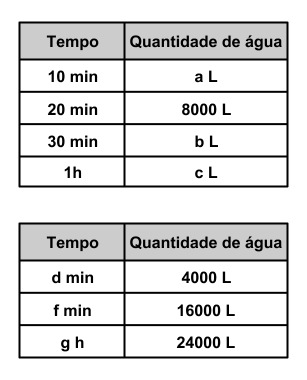 Tempo Quantidade de água
10 min a L
20 min 8000 L
30 min b L
1h c L
Tempo Quantidade de água
d min 4000 L
f min 16000 L
g h 24000 L